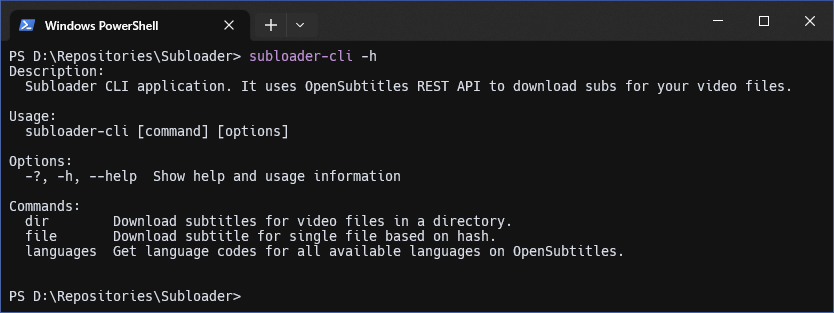 Windows PowerShell
PS D:\Repositories\Subloader> subloader-cli -h
Description:
  Subloader CLI application. It uses OpenSubtitles REST API to download subs for your video files.

Usage:
  subloader-cli [command] [options]

Options:
  -?, -h, --help  Show help and usage information

Commands:
  dir        Download subtitles for video files in a directory.
  file       Download subtitle for single file based on hash.
  languages  Get language codes for all available languages on OpenSubtitles.

PS D:\Repositories\Subloader>